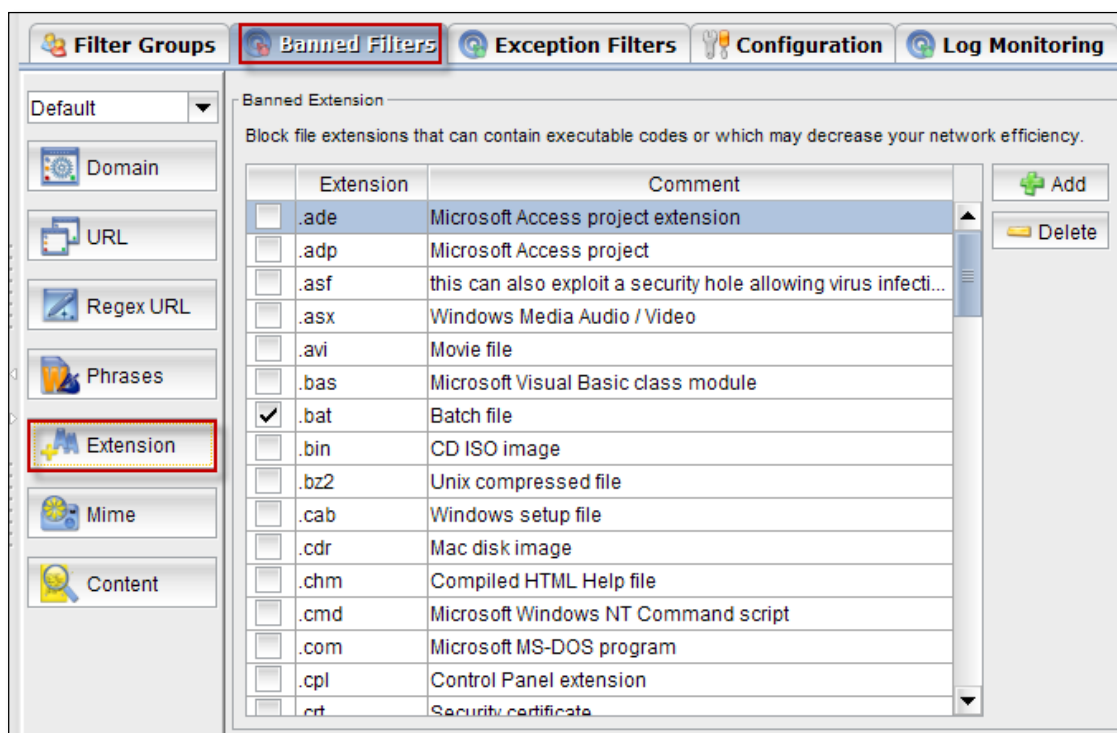 Filter Groups Banned Filters Exception Filters Configuration Log Monitoring
Default
Domain
URL
Regex URL
Phrases
Extension
Mime
Content
Banned Extension
Block file extensions that can contain executable codes or which may decrease your network efficiency.
Extension Comment
.ade Microsoft Access project extension
.adp Microsoft Access project
.asf this can also exploit a security hole allowing virus infecti...
.asx Windows Media Audio / Video
.avi Movie file
.bas Microsoft Visual Basic class module
.bat Batch file
.bin CD ISO image
.bz2 Unix compressed file
.cab Windows setup file
.cdr Mac disk image
.chm Compiled HTML Help file
.cmd Microsoft Windows NT Command script
.com Microsoft MS-DOS program
.cpl Control Panel extension
.crt Security certificate
Add
Delete